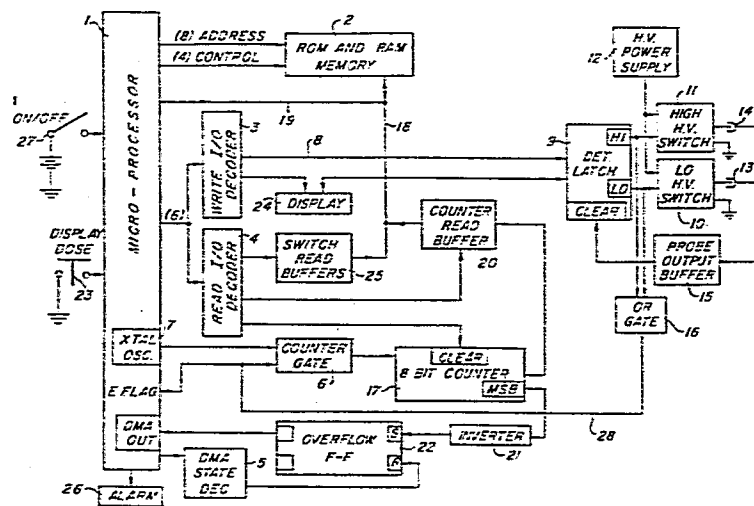 1
(8) ADDRESS
(4) CONTROL
2
ROM AND RAM
MEMORY
12
H.V.
POWER
SUPPLY
11
HIGH
H.V.
SWITCH
14
1
ON/OFF
27
MICRO-PROCESSOR
19
18
3
WRITE I/O
DECODER
8
9
HI
DET.
LATCH
LO
CLEAR
LO
H.V.
SWITCH
10
13
24
DISPLAY
(6)
4
READ I/O
DECODER
SWITCH
READ
BUFFERS
25
COUNTER
READ
BUFFER
20
PROBE
OUTPUT
BUFFER
15
DISPLAY
DOSE
23
OR
GATE
16
7
XTAL
OSC.
COUNTER
GATE
6
CLEAR
8 BIT COUNTER
MSB
17
E FLAG
28
DMA
OUT
5
DMA
STATE
DEC
OVERFLOW
F-F
S
R
22
INVERTER
21
26
ALARM